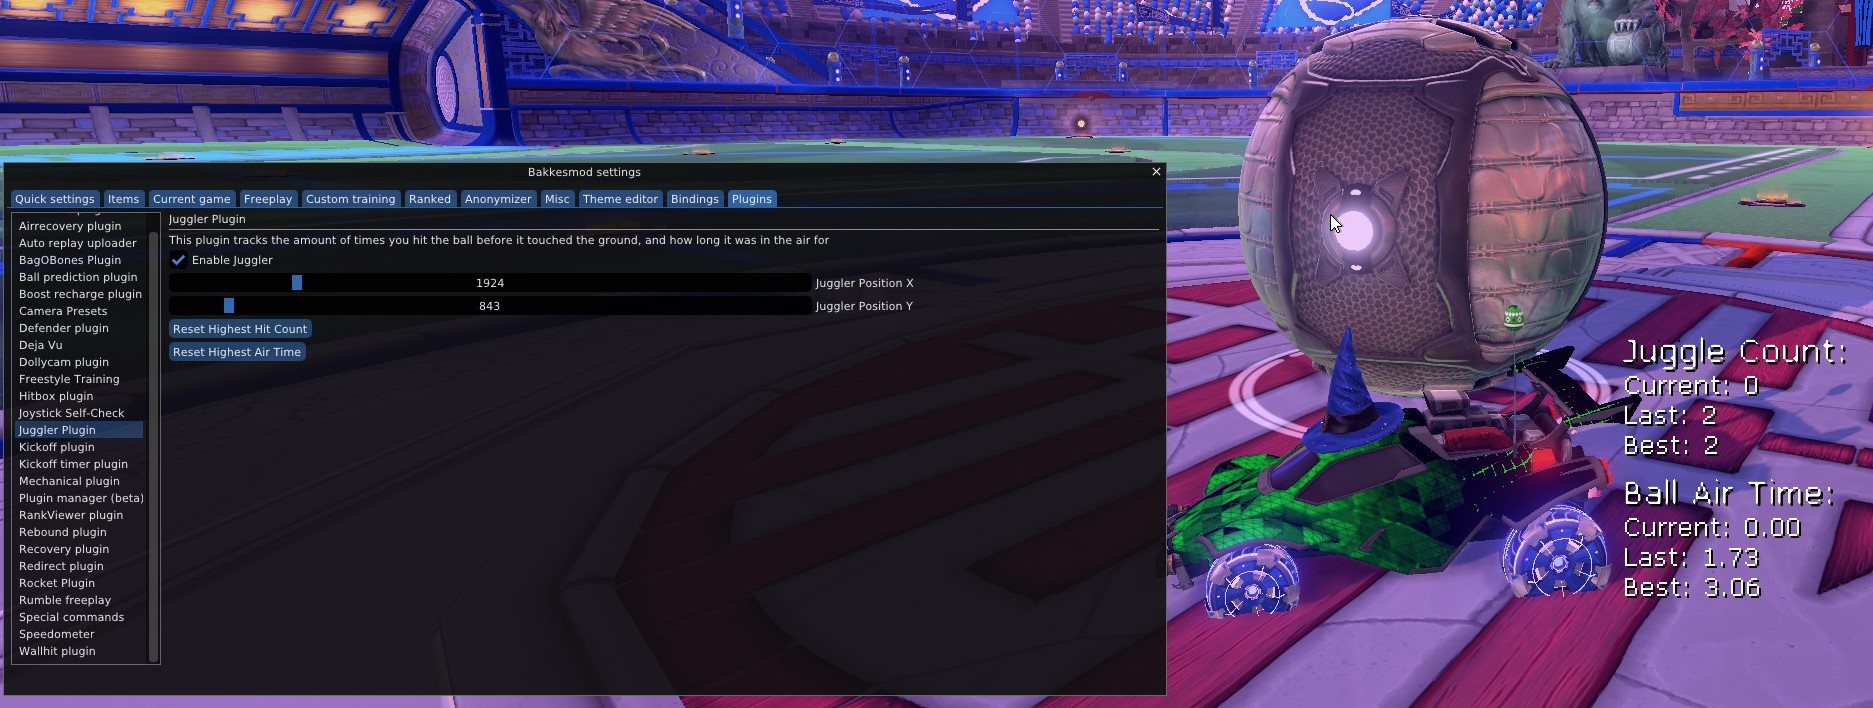 Bakkesmod settings
Quick settings Items Current game Freeplay Custom training Ranked Anonymizer Misc Theme editor Bindings Plugins
Airrecovery plugin
Auto replay uploader
BagOBones Plugin
Ball prediction plugin
Boost recharge plugin
Camera Presets
Defender plugin
Deja Vu
Dollycam plugin
Freestyle Training
Hitbox plugin
Joystick Self-Check
Juggler Plugin
Kickoff plugin
Kickoff timer plugin
Mechanical plugin
Plugin manager (beta)
RankViewer plugin
Rebound plugin
Recovery plugin
Redirect plugin
Rocket Plugin
Rumble freeplay
Special commands
Speedometer
Wallhit plugin
Juggler Plugin
This plugin tracks the amount of times you hit the ball before it touched the ground, and how long it was in the air for
Enable Juggler
1924 Juggler Position X
843 Juggler Position Y
Reset Highest Hit Count
Reset Highest Air Time
Juggle Count:
Current: 0
Last: 2
Best: 2
Ball Air Time:
Current: 0.00
Last: 1.73
Best: 3.06